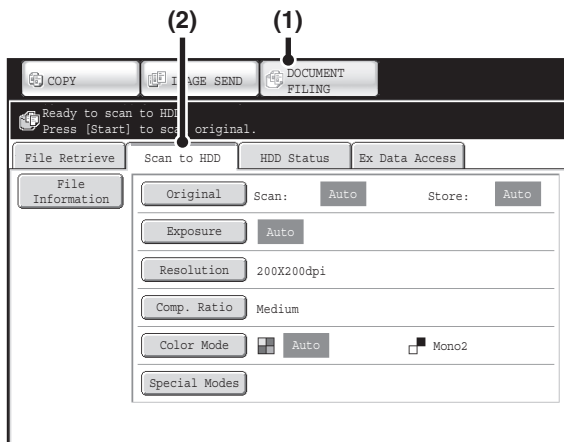 (2) (1)
COPY IMAGE SEND DOCUMENT
FILING
Ready to scan to HDD.
Press [Start] to scan original.
File Retrieve Scan to HDD HDD Status Ex Data Access
File
Information
Original Scan: Auto Store: Auto
Exposure Auto
Resolution 200X200dpi
Comp. Ratio Medium
Color Mode Auto Mono2
Special Modes